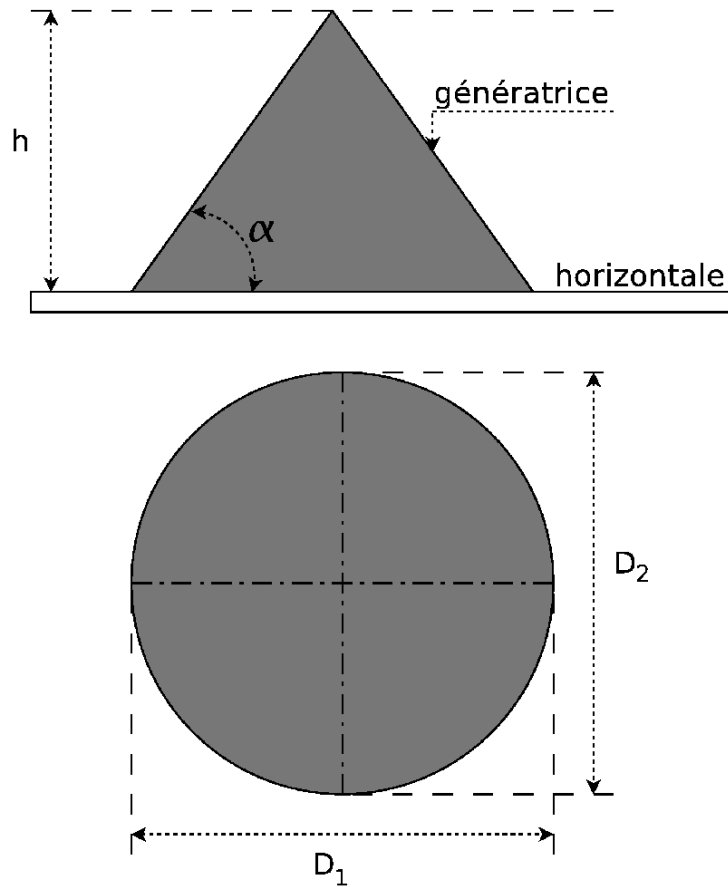 génératrice
h
α
horizontale
D₂
D₁